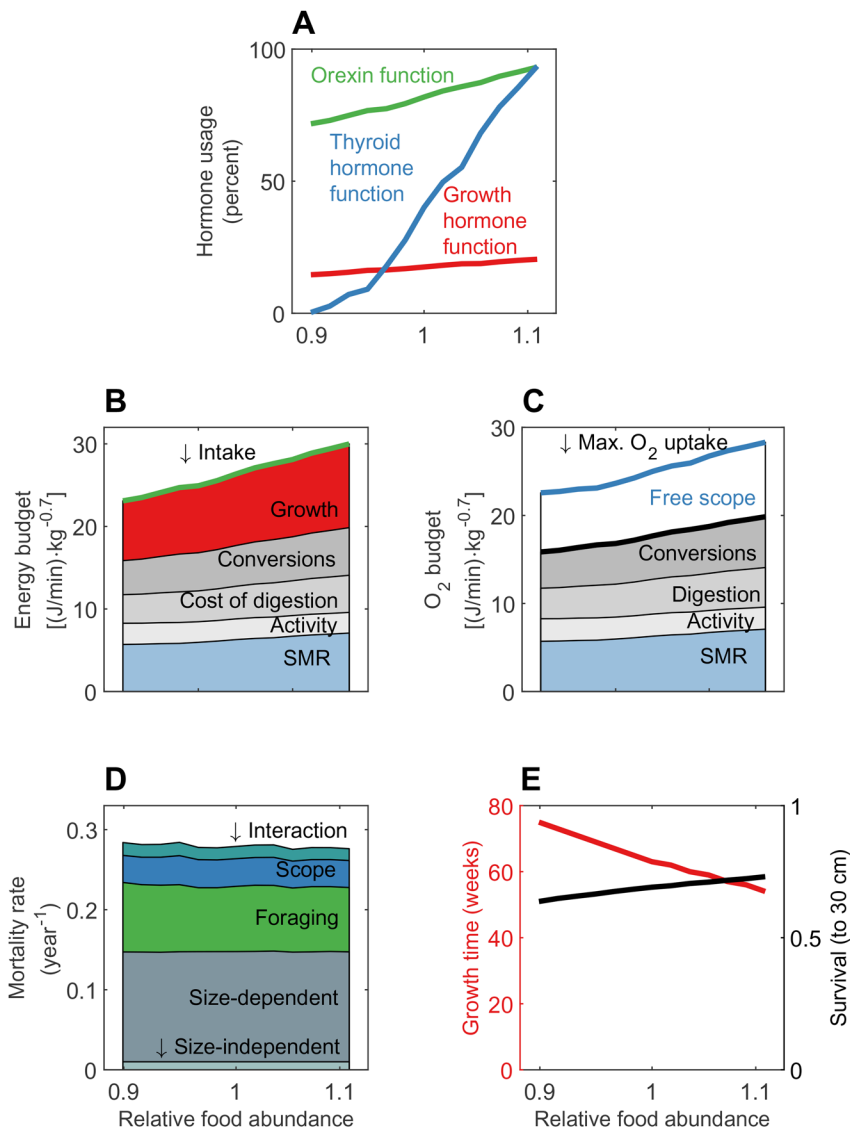 A
100
50
0
Hormone usage
(percent)
Orexin function
Thyroid
hormone
function
Growth
hormone
function
0.9
1
1.1
B
30
20
10
0
Energy budget
[(J/min)·kg^-0.7]
↓ Intake
Growth
Conversions
Cost of digestion
Activity
SMR
C
30
20
10
0
O2 budget
[(J/min)·kg^-0.7]
↓ Max. O2 uptake
Free scope
Conversions
Digestion
Activity
SMR
D
0.3
0.2
0.1
0
Mortality rate
(year^-1)
↓ Interaction
Scope
Foraging
Size-dependent
↓ Size-independent
0.9
1
1.1
Relative food abundance
E
80
60
40
20
0
Growth time (weeks)
1
0.5
0
Survival (to 30 cm)
0.9
1
1.1
Relative food abundance